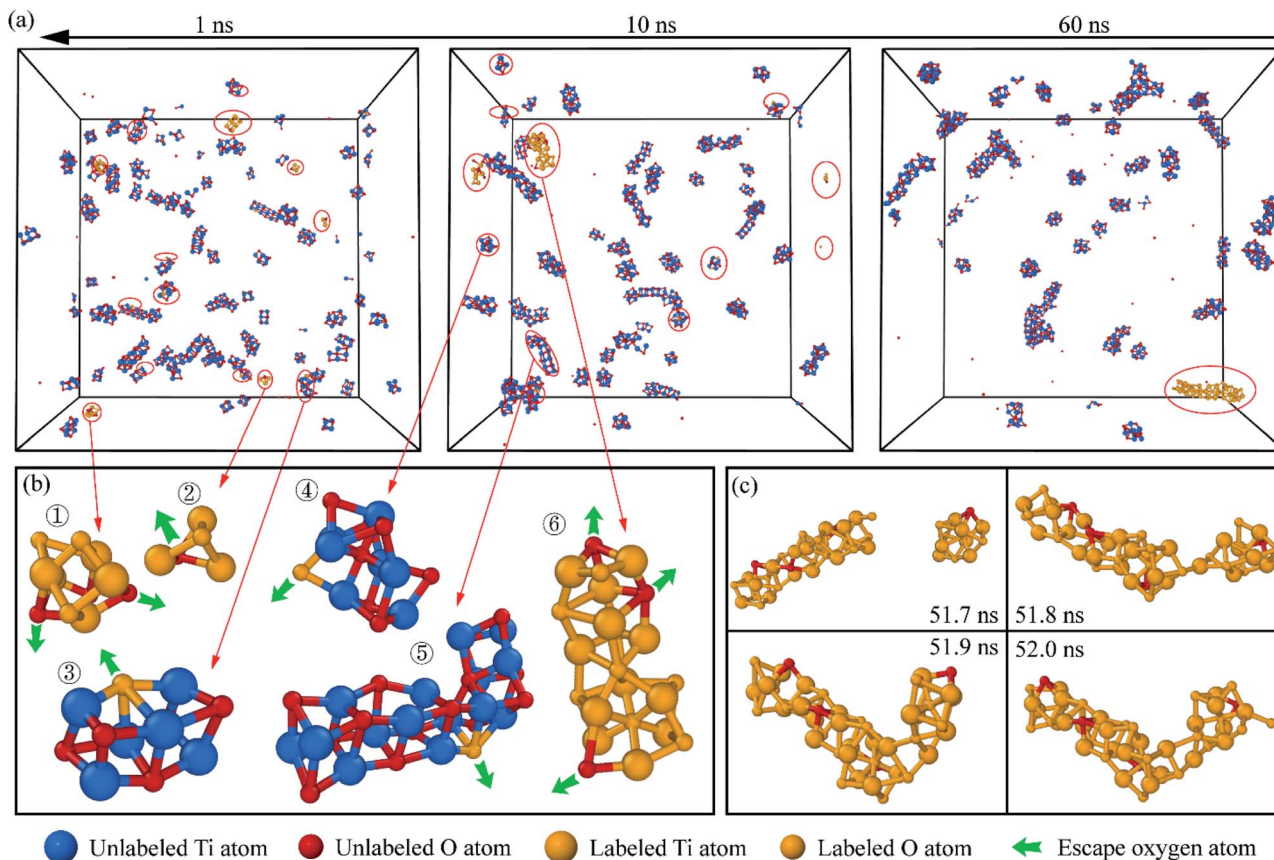 (a)
1 ns
10 ns
60 ns
(b)
①
②
③
④
⑤
⑥
(c)
51.7 ns
51.8 ns
51.9 ns
52.0 ns
Unlabeled Ti atom
Unlabeled O atom
Labeled Ti atom
Labeled O atom
Escape oxygen atom